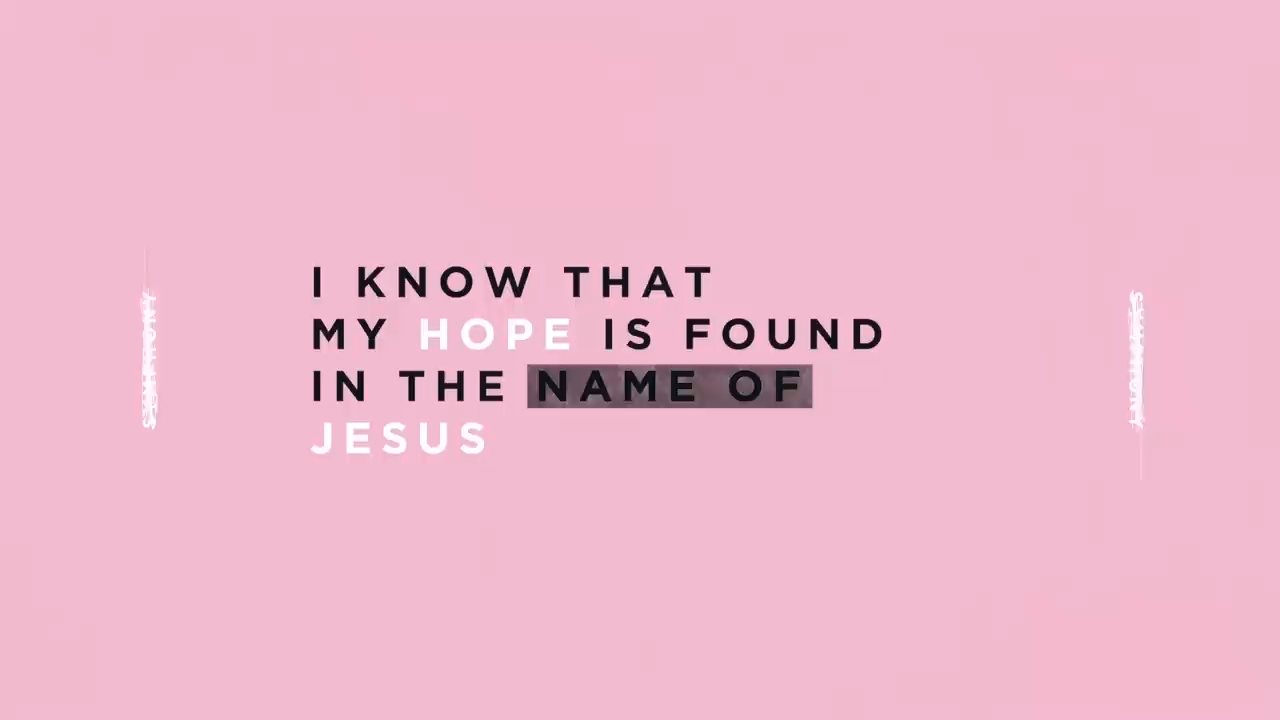 I KNOW THAT
MY HOPE IS FOUND
IN THE NAME OF
JESUS